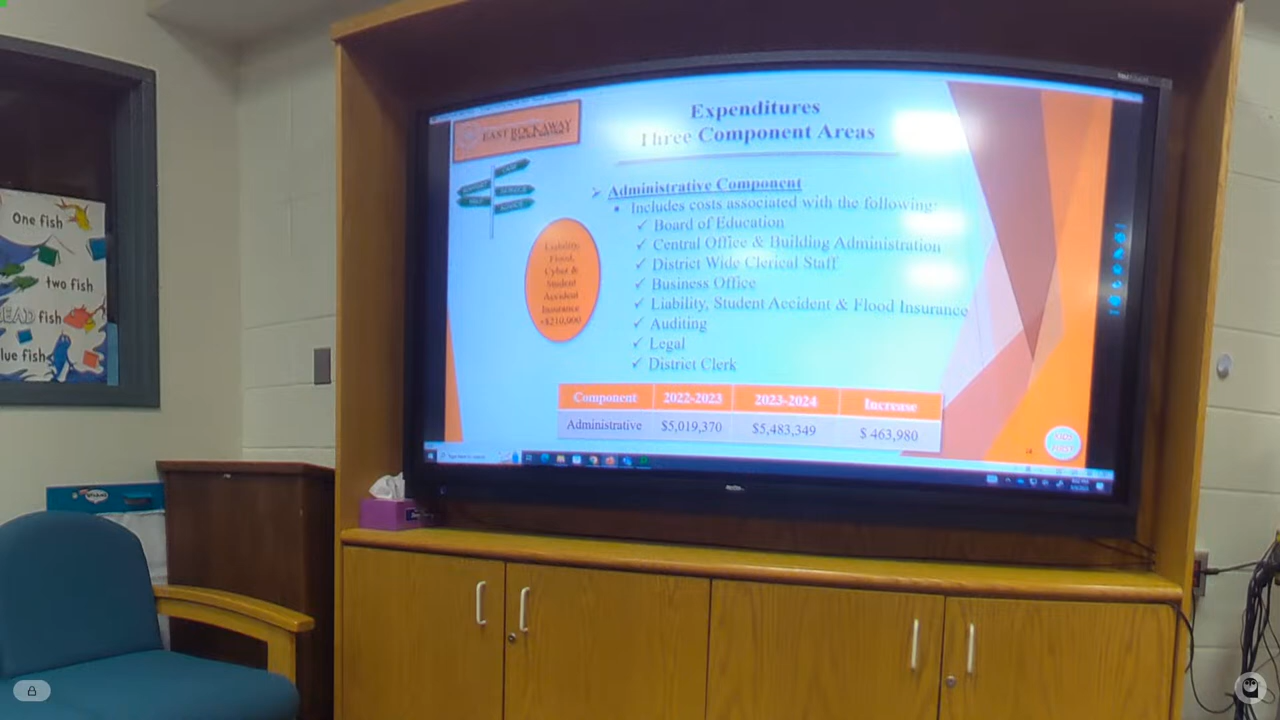 Expenditures
Three Component Areas
EAST ROCKAWAY
Administrative Component
Includes costs associated with the following:
✓ Board of Education
✓ Central Office & Building Administration
✓ District Wide Clerical Staff
✓ Business Office
✓ Liability, Student Accident & Flood Insurance
✓ Auditing
✓ Legal
✓ District Clerk
Liability,
Flood,
Cyber &
Student
Accident
Insurance
+$210,900
Component 2022-2023 2023-2024 Increase
Administrative $5,019,370 $5,483,349 $ 463,980
One fish
two fish
EAD fish
lue fish